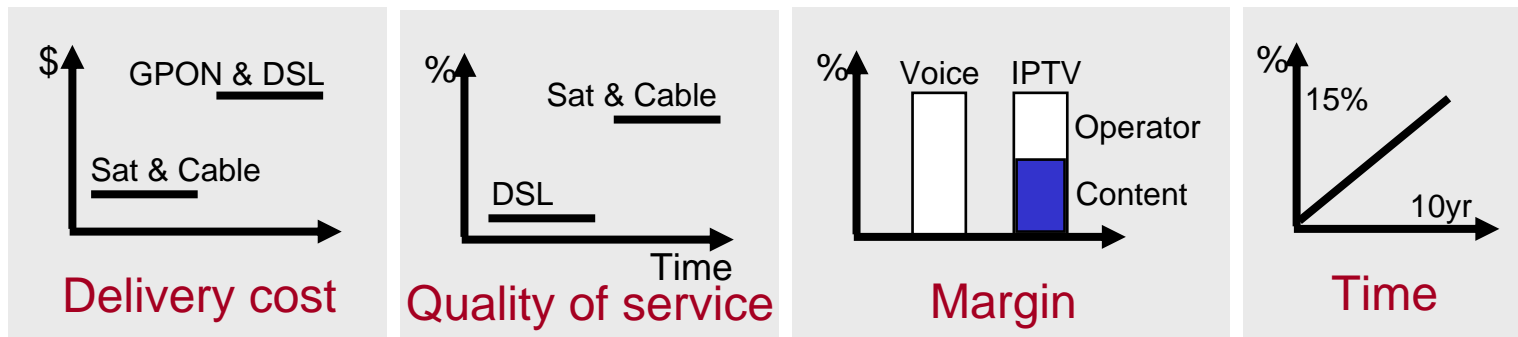 $
GPON & DSL
Sat & Cable
Delivery cost
%
Sat & Cable
DSL
Time
Quality of service
%
Voice
IPTV
Operator
Content
Margin
%
15%
10yr
Time